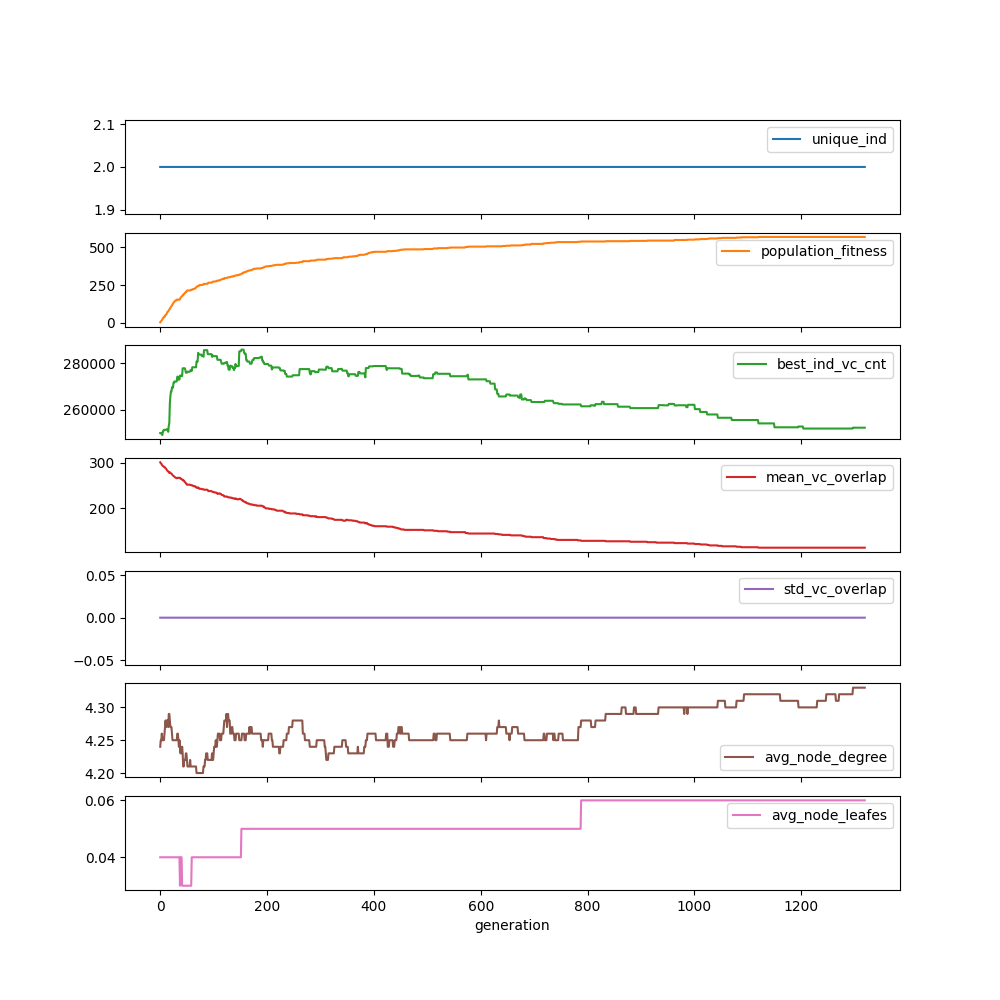 2.1
2.0
1.9
unique_ind
500
250
0
population_fitness
280000
260000
best_ind_vc_cnt
300
200
mean_vc_overlap
0.05
0.00
−0.05
std_vc_overlap
4.30
4.25
4.20
avg_node_degree
0.06
0.04
avg_node_leafes
0 200 400 600 800 1000 1200
generation